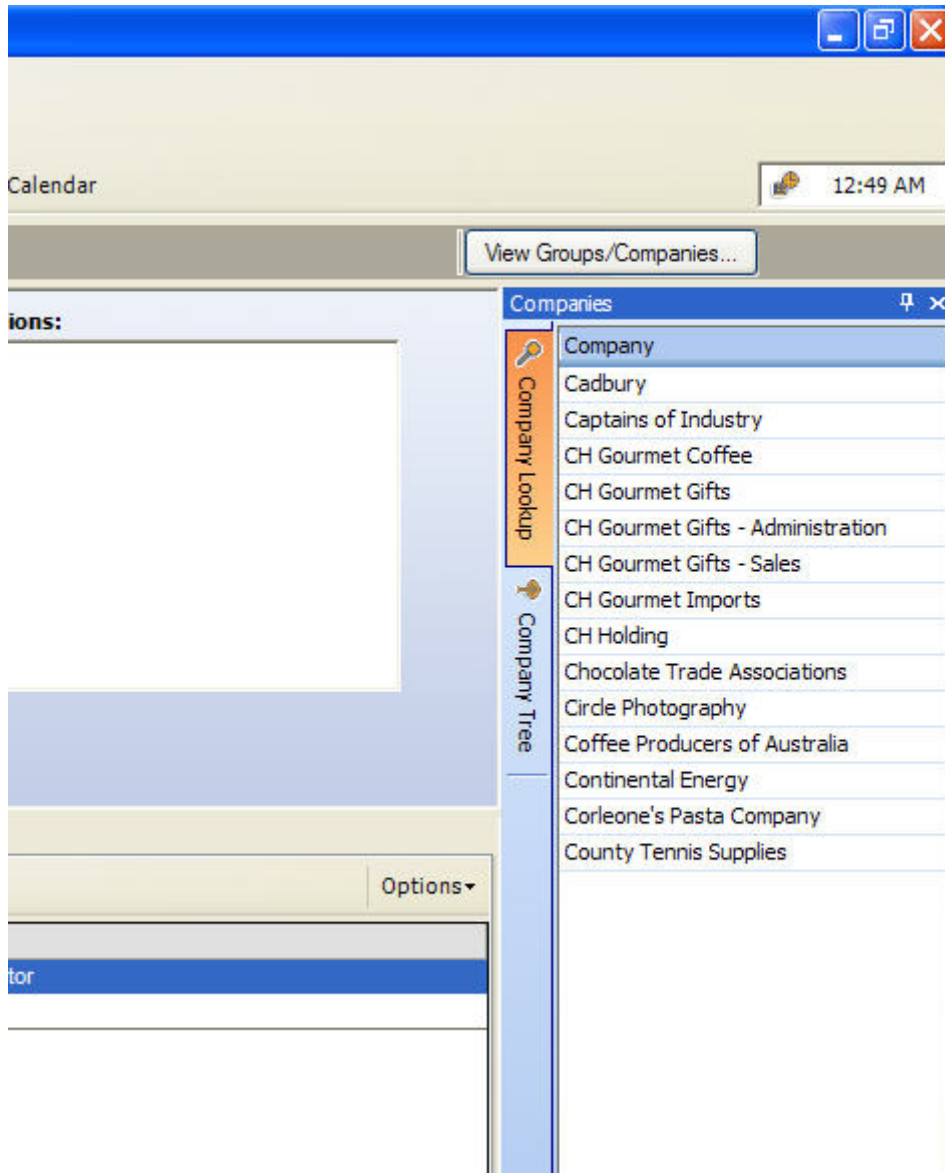 Calendar
12:49 AM
View Groups/Companies...
ions:
Companies
Company Lookup
Company Tree
Company
Cadbury
Captains of Industry
CH Gourmet Coffee
CH Gourmet Gifts
CH Gourmet Gifts - Administration
CH Gourmet Gifts - Sales
CH Gourmet Imports
CH Holding
Chocolate Trade Associations
Circle Photography
Coffee Producers of Australia
Continental Energy
Corleone's Pasta Company
County Tennis Supplies
Options
tor